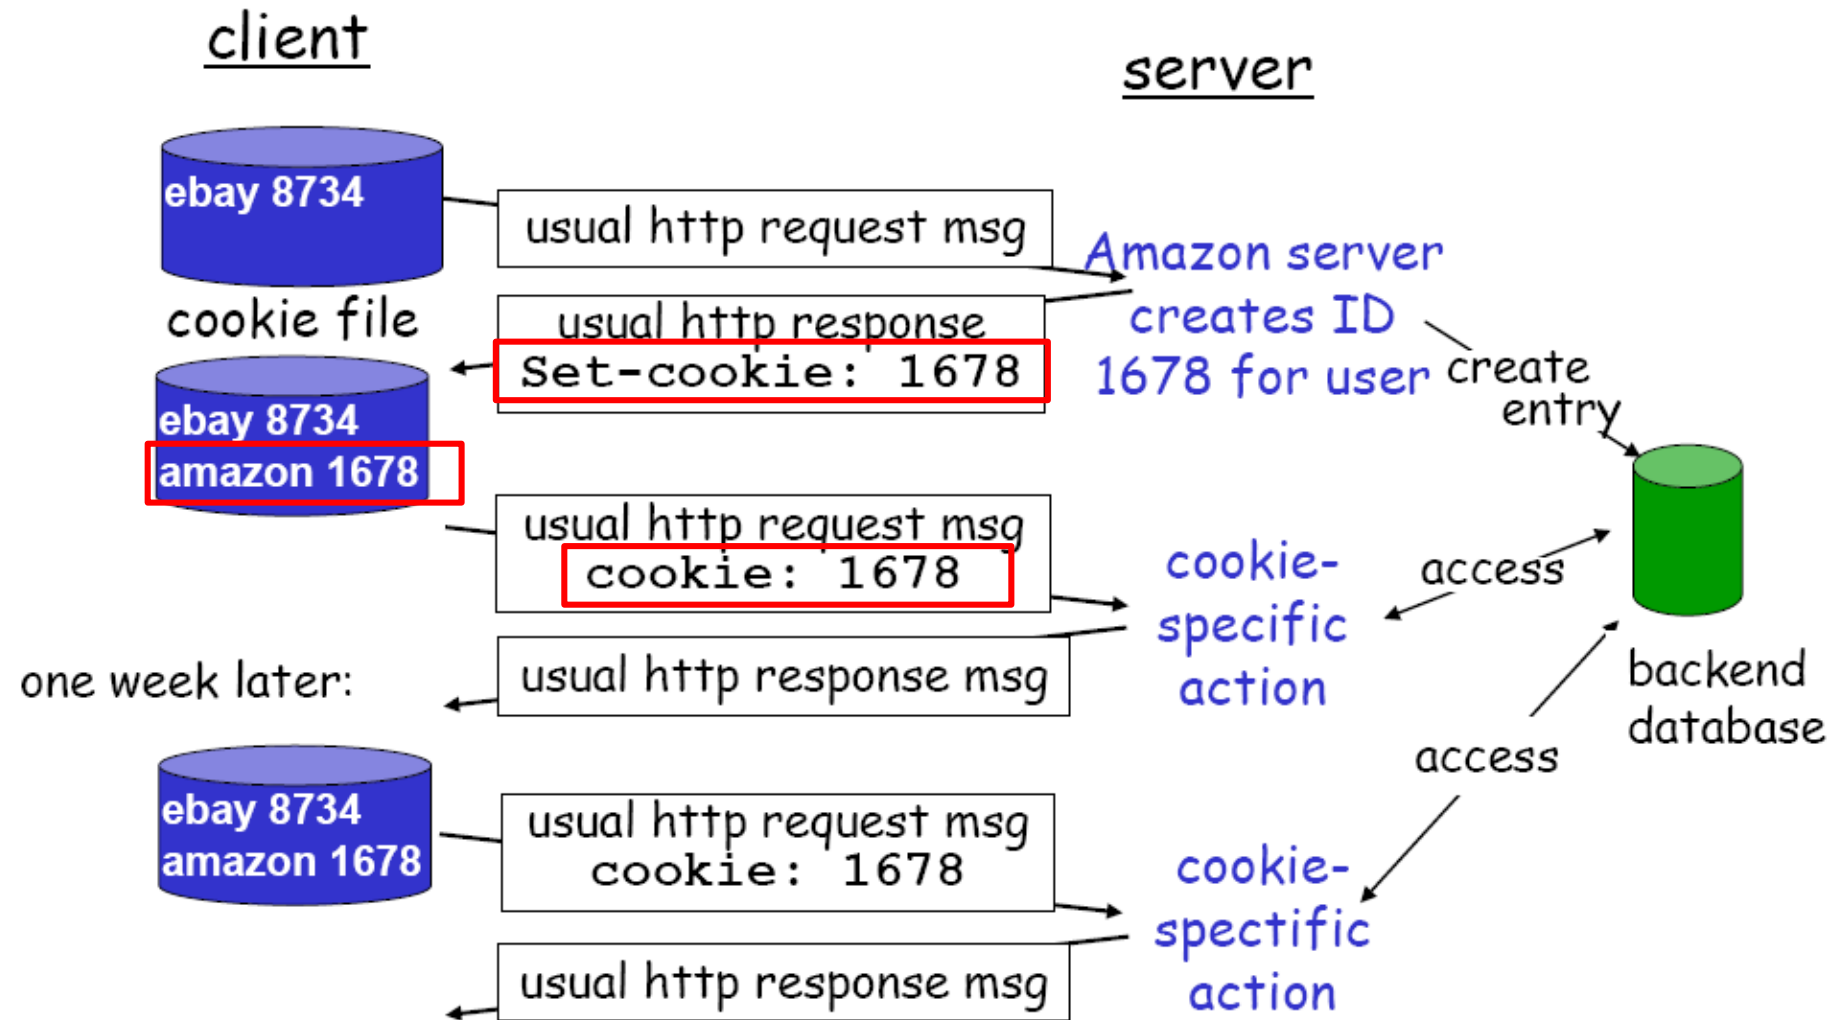 client
server
ebay 8734
usual http request msg
Amazon server
creates ID
1678 for user
cookie file
usual http response
Set-cookie: 1678
create
entry
ebay 8734
amazon 1678
usual http request msg
cookie: 1678
cookie-
specific
action
access
usual http response msg
one week later:
backend
database
access
ebay 8734
amazon 1678
usual http request msg
cookie: 1678
cookie-
spectific
action
usual http response msg